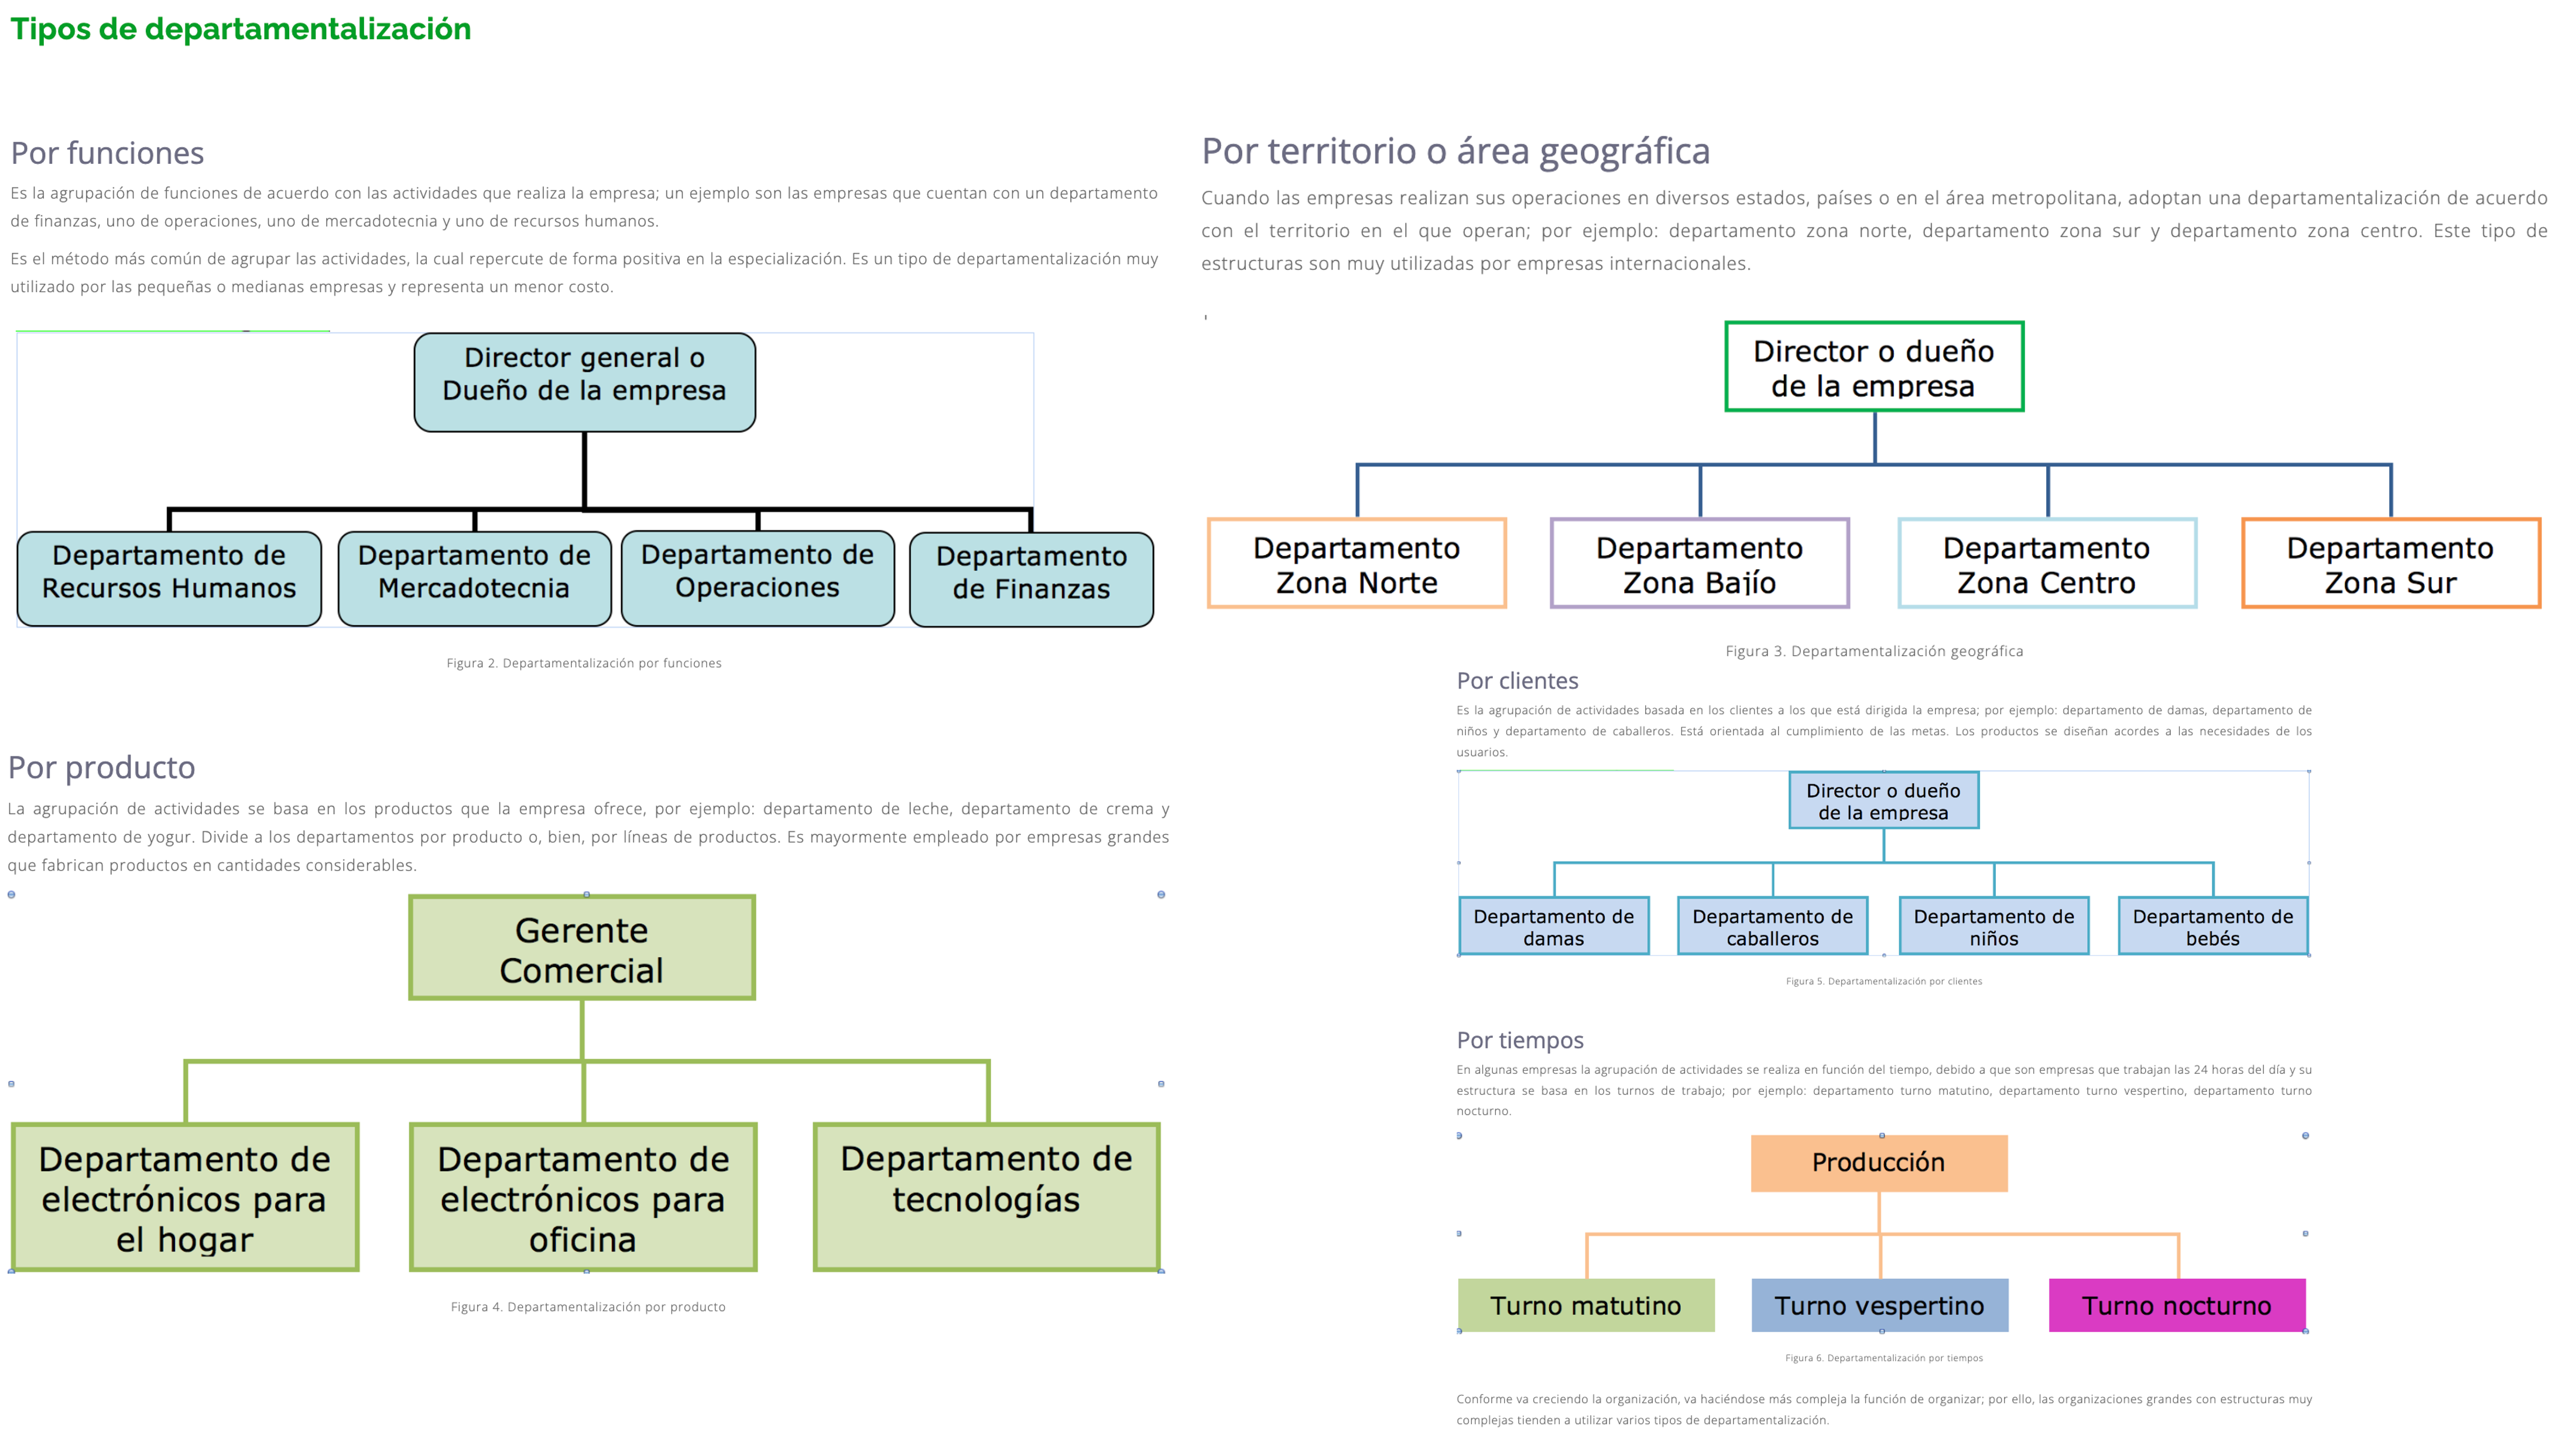 Tipos de departamentalización
Por funciones
Es la agrupación de funciones de acuerdo con las actividades que realiza la empresa; un ejemplo son las empresas que cuentan con un departamento
de finanzas, uno de operaciones, uno de mercadotecnia y uno de recursos humanos.
Es el método más común de agrupar las actividades, la cual repercute de forma positiva en la especialización. Es un tipo de departamentalización muy
utilizado por las pequeñas o medianas empresas y representa un menor costo.
Director general o
Dueño de la empresa
Departamento de
Recursos Humanos
Departamento de
Mercadotecnia
Departamento de
Operaciones
Departamento
de Finanzas
Figura 2. Departamentalización por funciones
Por producto
La agrupación de actividades se basa en los productos que la empresa ofrece, por ejemplo: departamento de leche, departamento de crema y
departamento de yogur. Divide a los departamentos por producto o, bien, por líneas de productos. Es mayormente empleado por empresas grandes
que fabrican productos en cantidades considerables.
Gerente
Comercial
Departamento de
electrónicos para
el hogar
Departamento de
electrónicos para
oficina
Departamento de
tecnologías
Figura 4. Departamentalización por producto
Por territorio o área geográfica
Cuando las empresas realizan sus operaciones en diversos estados, países o en el área metropolitana, adoptan una departamentalización de acuerdo
con el territorio en el que operan; por ejemplo: departamento zona norte, departamento zona sur y departamento zona centro. Este tipo de
estructuras son muy utilizadas por empresas internacionales.
Director o dueño
de la empresa
Departamento
Zona Norte
Departamento
Zona Bajío
Departamento
Zona Centro
Departamento
Zona Sur
Figura 3. Departamentalización geográfica
Por clientes
Es la agrupación de actividades basada en los clientes a los que está dirigida la empresa; por ejemplo: departamento de damas, departamento de
niños y departamento de caballeros. Está orientada al cumplimiento de las metas. Los productos se diseñan acordes a las necesidades de los
usuarios.
Director o dueño
de la empresa
Departamento de
damas
Departamento de
caballeros
Departamento de
niños
Departamento de
bebés
Figura 5. Departamentalización por clientes
Por tiempos
En algunas empresas la agrupación de actividades se realiza en función del tiempo, debido a que son empresas que trabajan las 24 horas del día y su
estructura se basa en los turnos de trabajo; por ejemplo: departamento turno matutino, departamento turno vespertino, departamento turno
nocturno.
Producción
Turno matutino
Turno vespertino
Turno nocturno
Figura 6. Departamentalización por tiempos
Conforme va creciendo la organización, va haciéndose más compleja la función de organizar; por ello, las organizaciones grandes con estructuras muy
complejas tienden a utilizar varios tipos de departamentalización.